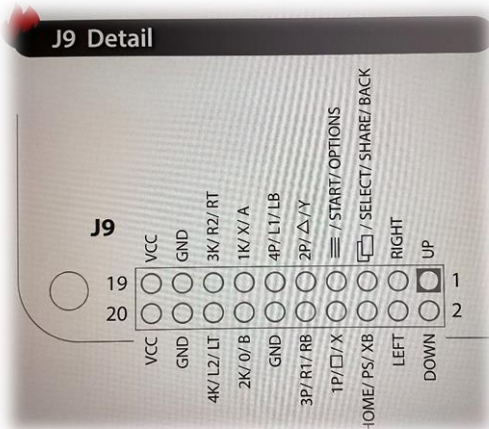 J9 Detail
J9
VCC
GND
3K/ R2/ RT
1K/ X/ A
4P/ L1/ LB
2P/ △/ Y
☰ / START/ OPTIONS
/ SELECT/ SHARE/ BACK
RIGHT
UP
19
1
20
2
VCC
GND
4K/ L2/ LT
2K/ 0/ B
GND
3P/ R1/ RB
1P/ □/ X
HOME/ PS/ XB
LEFT
DOWN